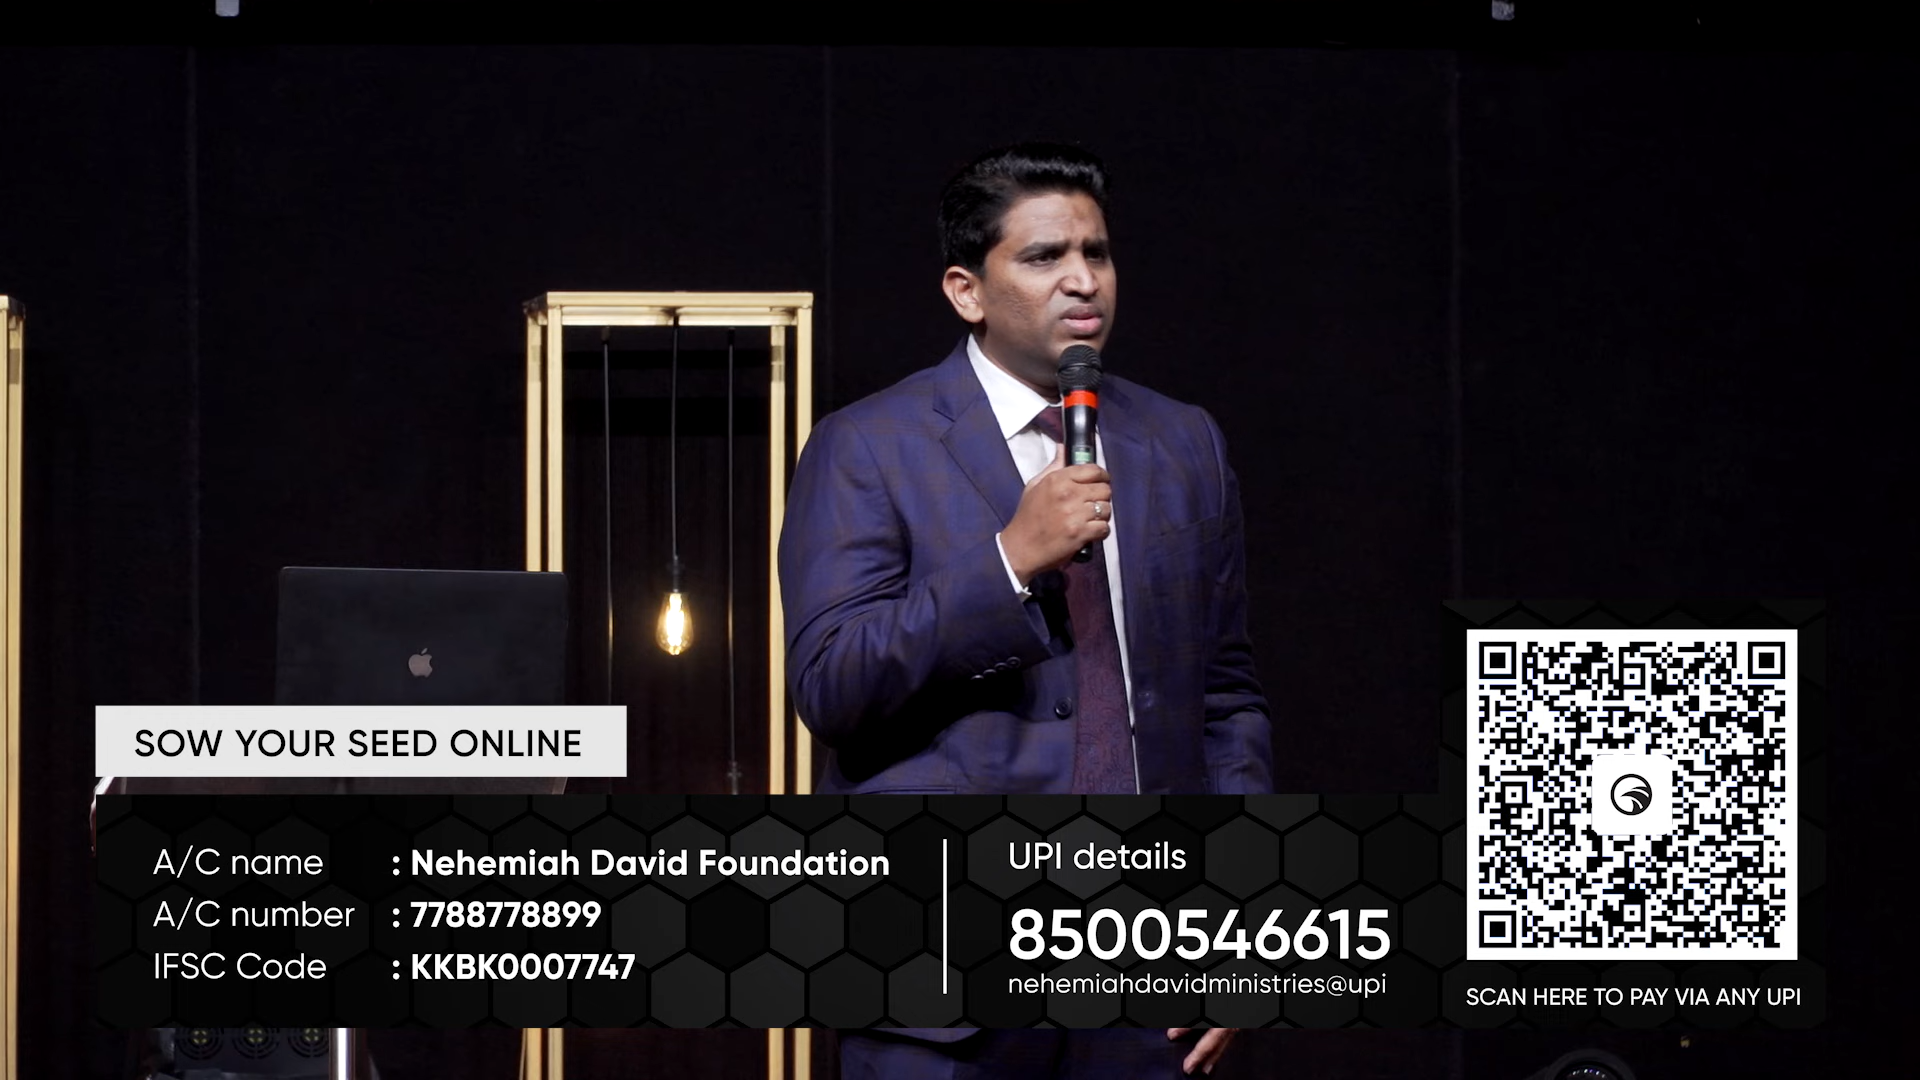 SOW YOUR SEED ONLINE
A/C name : Nehemiah David Foundation
A/C number : 7788778899
IFSC Code : KKBK0007747
UPI details
8500546615
nehemiahdavidministries@upi
SCAN HERE TO PAY VIA ANY UPI